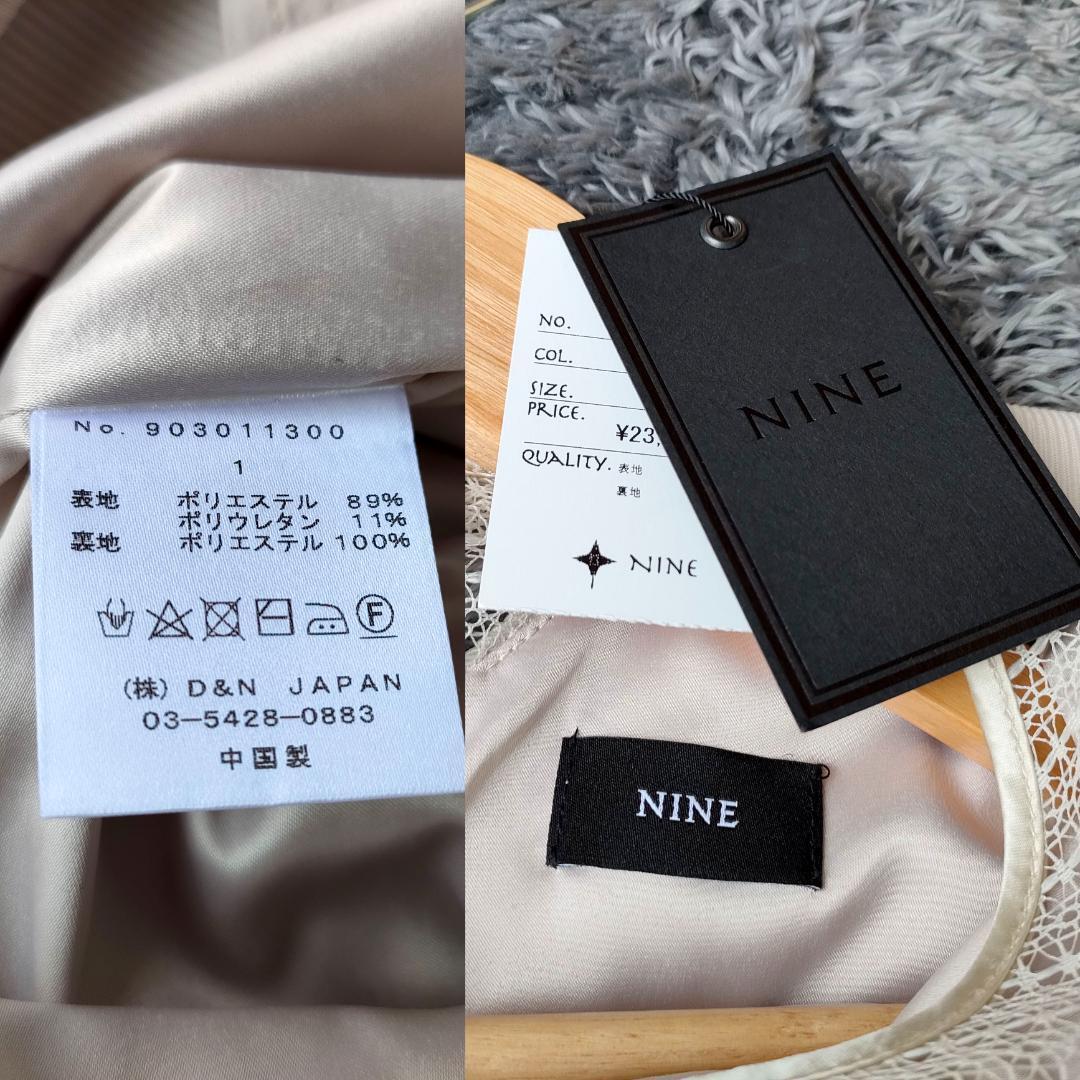 No. 903011300
1
表地 ポリエステル 89%
ポリウレタン 11%
裏地 ポリエステル 100%
F
(株) D&N JAPAN
03-5428-0883
中国製
NO.
COL.
SIZE.
PRICE.
¥23,
QUALITY. 表地
裏地
NINE
NINE
NINE